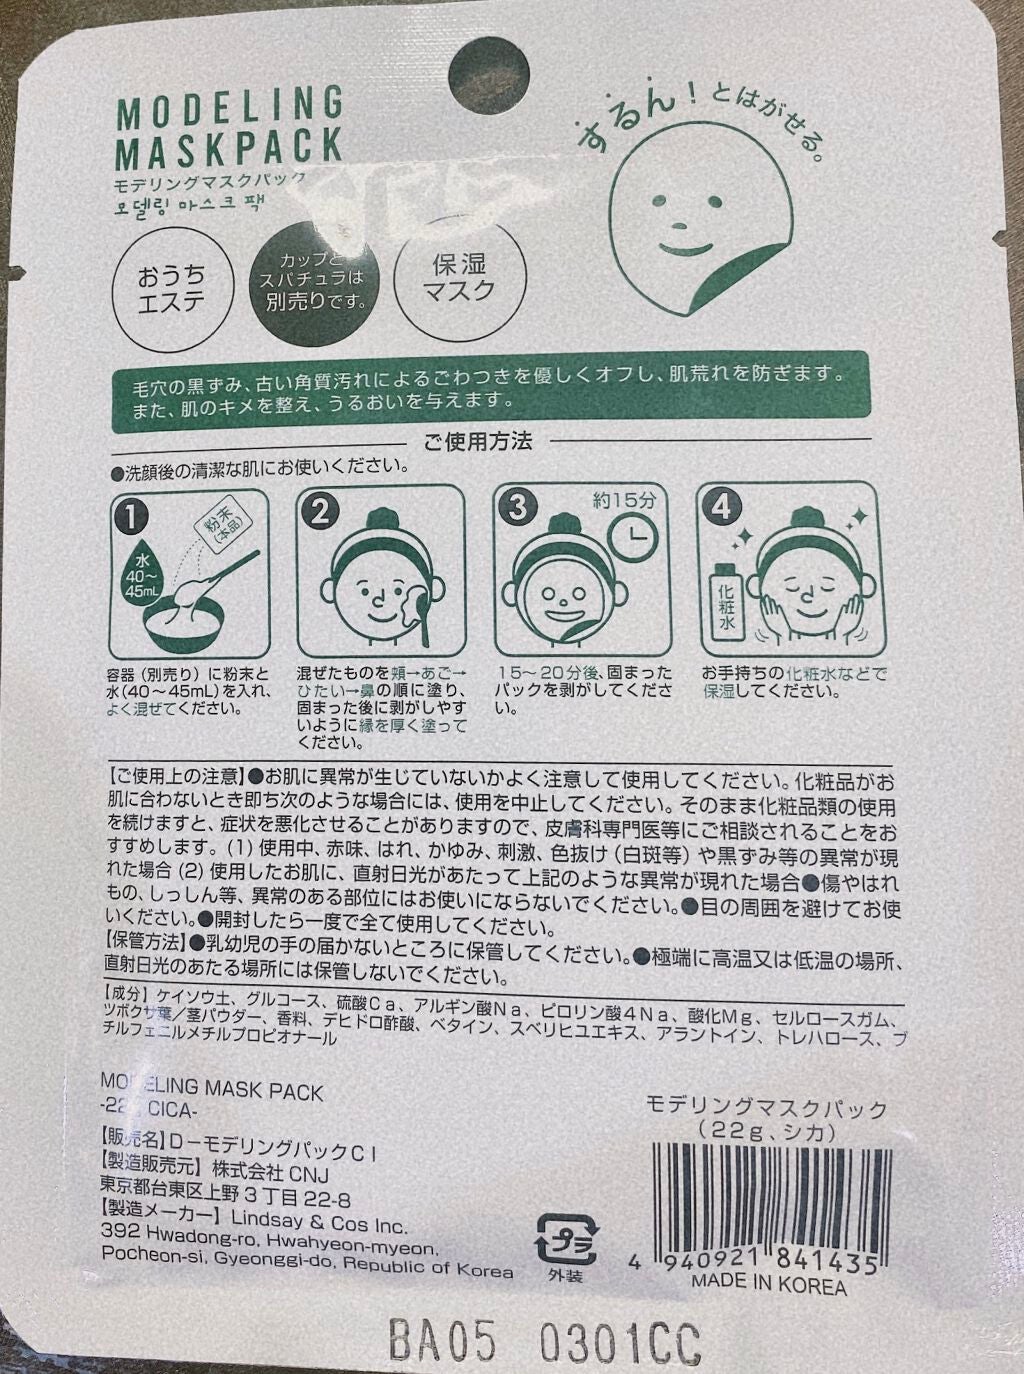 MODELING
MASKPACK
モデリングマスクパック
모델링 마스크 팩
するん！とはがせる。
おうち
エステ
カップと
スパチュラは
別売りです。
保湿
マスク
毛穴の黒ずみ、古い角質汚れによるごわつきを優しくオフし、肌荒れを防ぎます。
また、肌のキメを整え、うるおいを与えます。
ご使用方法
●洗顔後の清潔な肌にお使いください。
1
粉末
(本品)
水
40～
45mL
容器（別売り）に粉末と
水(40～45mL)を入れ、
よく混ぜてください。
2
混ぜたものを頬→あご→
ひたい→鼻の順に塗り、
固まった後に剥がしやす
いように縁を厚く塗って
ください。
3
約15分
15～20分後、固まった
パックを剥がしてくださ
い。
4
化粧水
お手持ちの化粧水などで
保湿してください。
【ご使用上の注意】●お肌に異常が生じていないかよく注意して使用してください。化粧品がお
肌に合わないとき即ち次のような場合には、使用を中止してください。そのまま化粧品類の使用
を続けますと、症状を悪化させることがありますので、皮膚科専門医等にご相談されることをお
すすめします。(1) 使用中、赤味、はれ、かゆみ、刺激、色抜け（白斑等）や黒ずみ等の異常が現
れた場合 (2) 使用したお肌に、直射日光があたって上記のような異常が現れた場合●傷やはれ
もの、しっしん等、異常のある部位にはお使いにならないでください。●目の周囲を避けてお使
いください。●開封したら一度で全て使用してください。
【保管方法】●乳幼児の手の届かないところに保管してください。●極端に高温又は低温の場所、
直射日光のあたる場所には保管しないでください。
【成分】ケイソウ土、グルコース、硫酸Ca、アルギン酸Na、ピロリン酸4Na、酸化Mg、セルロースガム、
ツボクサ葉／茎パウダー、香料、デヒドロ酢酸、ベタイン、スベリヒユエキス、アラントイン、トレハロース、ブ
チルフェニルメチルプロピオナール
MODELING MASK PACK
-22g CICA-
【販売名】D－モデリングパックCI
【製造販売元】株式会社 CNJ
東京都台東区上野 3 丁目 22-8
【製造メーカー】Lindsay & Cos Inc.
392 Hwadong-ro, Hwahyeon-myeon,
Pocheon-si, Gyeonggi-do, Republic of Korea
プラ
外装
モデリングマスクパック
（22g、シカ）
4 940921 841435
MADE IN KOREA
BA05 0301CC